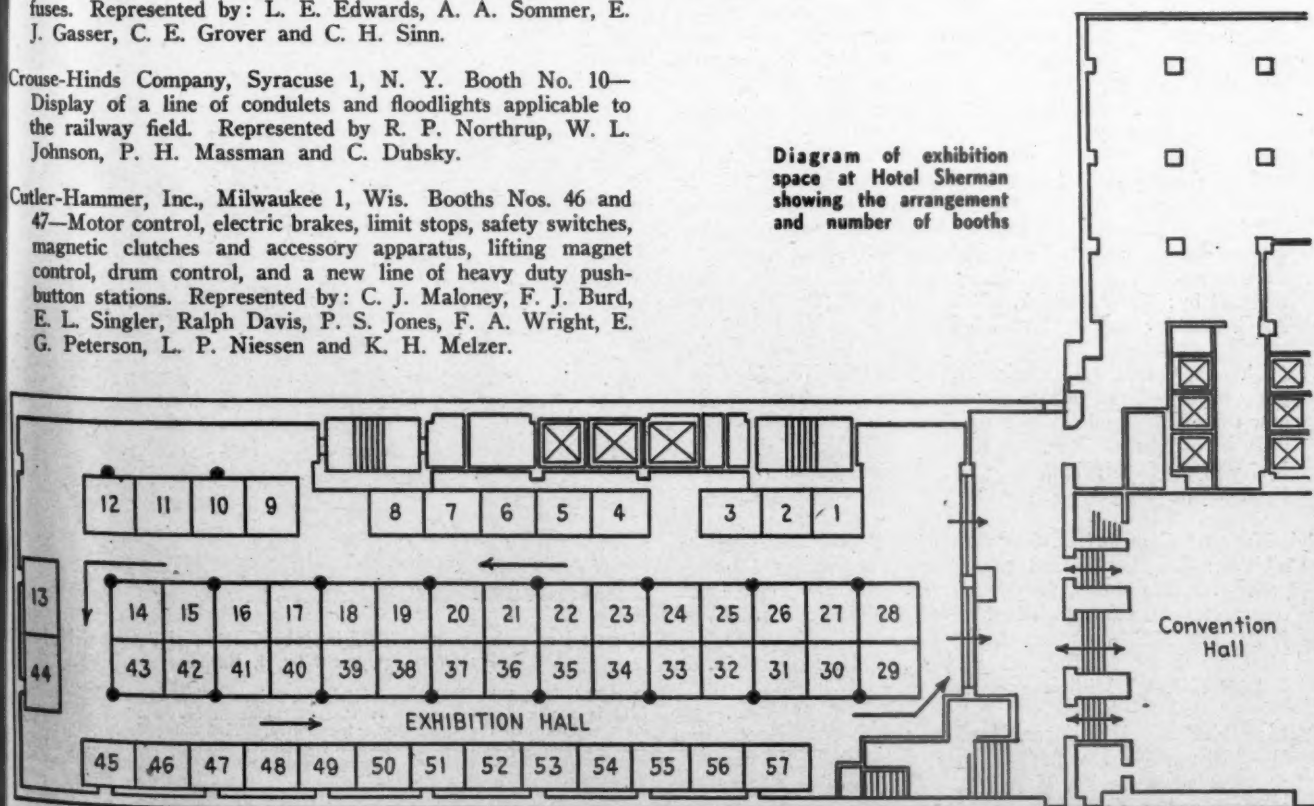 fuses. Represented by: L. E. Edwards, A. A. Sommer, E.
J. Gasser, C. E. Grover and C. H. Sinn.
Crouse-Hinds Company, Syracuse 1, N. Y. Booth No. 10—
Display of a line of condulets and floodlights applicable to
the railway field. Represented by R. P. Northrup, W. L.
Johnson, P. H. Massman and C. Dubsky.
Cutler-Hammer, Inc., Milwaukee 1, Wis. Booths Nos. 46 and
47—Motor control, electric brakes, limit stops, safety switches,
magnetic clutches and accessory apparatus, lifting magnet
control, drum control, and a new line of heavy duty push-
button stations. Represented by: C. J. Maloney, F. J. Burd,
E. L. Singler, Ralph Davis, P. S. Jones, F. A. Wright, E.
G. Peterson, L. P. Niessen and K. H. Melzer.
Diagram of exhibition
space at Hotel Sherman
showing the arrangement
and number of booths
12 11 10 9 8 7 6 5 4 3 2 1
13
14 15 16 17 18 19 20 21 22 23 24 25 26 27 28
44
43 42 41 40 39 38 37 36 35 34 33 32 31 30 29
EXHIBITION HALL
45 46 47 48 49 50 51 52 53 54 55 56 57
Convention
Hall